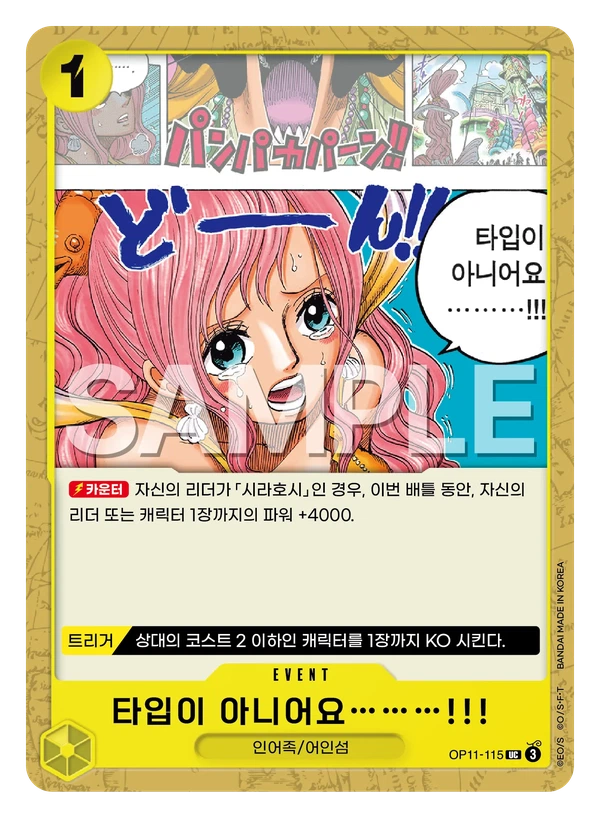 1
パンパカパーン!!
どーん!!
타입이
아니어요
………!!!
SAMPLE
카운터 자신의 리더가 「시라호시」인 경우, 이번 배틀 동안, 자신의
리더 또는 캐릭터 1장까지의 파워 +4000.
트리거 상대의 코스트 2 이하인 캐릭터를 1장까지 KO 시킨다.
EVENT
타입이 아니어요………!!!
인어족/어인섬
OP11-115 UC 3
©E.O/S ©O/S·F·T BANDAI MADE IN KOREA